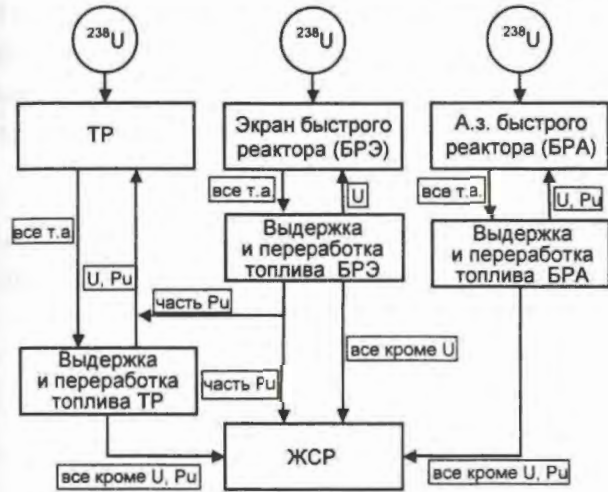 ²³⁸U
²³⁸U
²³⁸U
ТР
Экран быстрого
реактора (БРЭ)
А.з. быстрого
реактора (БРА)
все т.а
все т.а
U
все т.а.
U, Pu
Выдержка
и переработка
топлива БРЭ
Выдержка
и переработка
топлива БРА
U, Pu
часть Pu
все кроме U
Выдержка
и переработка
топлива ТР
часть Pu
ЖСР
все кроме U, Pu
все кроме U, Pu